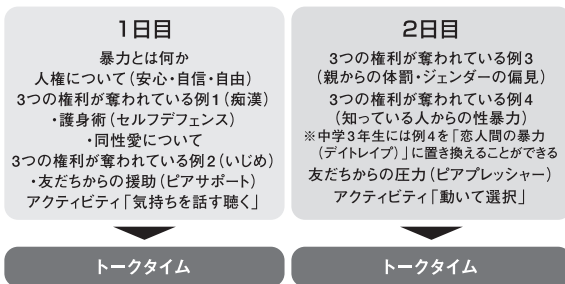 1日目
暴力とは何か
人権について(安心・自信・自由)
3つの権利が奪われている例1(痴漢)
・護身術(セルフデフェンス)
・同性愛について
3つの権利が奪われている例2(いじめ)
・友だちからの援助(ピアサポート)
アクティビティ「気持ちを話す聴く」
トークタイム
2日目
3つの権利が奪われている例3
(親からの体罰・ジェンダーの偏見)
3つの権利が奪われている例4
(知っている人からの性暴力)
※中学3年生には例4を「恋人間の暴力
(デイトレイプ)」に置き換えることができる
友だちからの圧力(ピアプレッシャー)
アクティビティ「動いて選択」
トークタイム